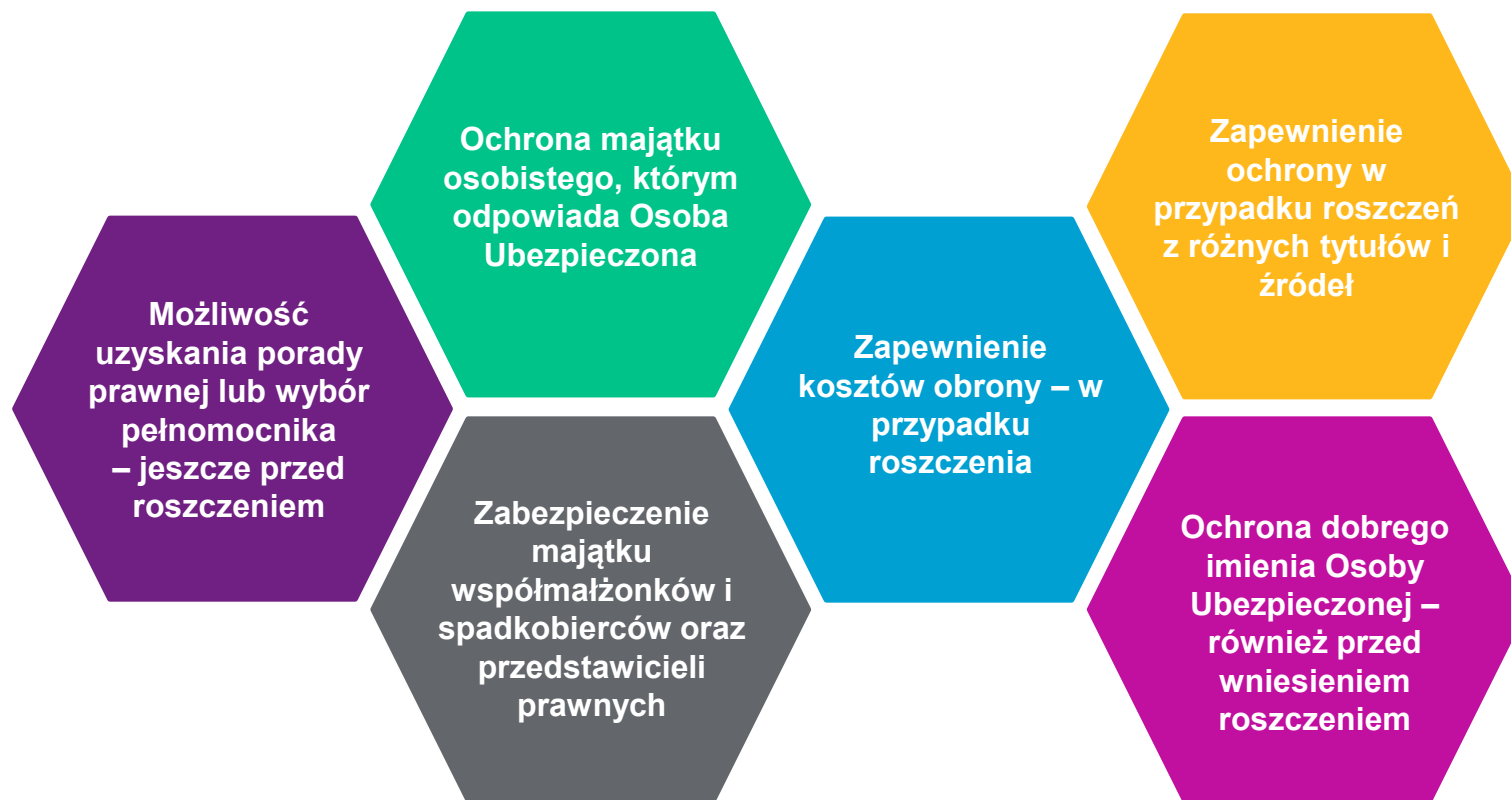 Możliwość
uzyskania porady
prawnej lub wybór
pełnomocnika
– jeszcze przed
roszczeniem
Ochrona majątku
osobistego, którym
odpowiada Osoba
Ubezpieczona
Zabezpieczenie
majątku
współmałżonków i
spadkobierców oraz
przedstawicieli
prawnych
Zapewnienie
kosztów obrony – w
przypadku
roszczenia
Zapewnienie
ochrony w
przypadku roszczeń
z różnych tytułów i
źródeł
Ochrona dobrego
imienia Osoby
Ubezpieczonej –
również przed
wniesieniem
roszczeniem